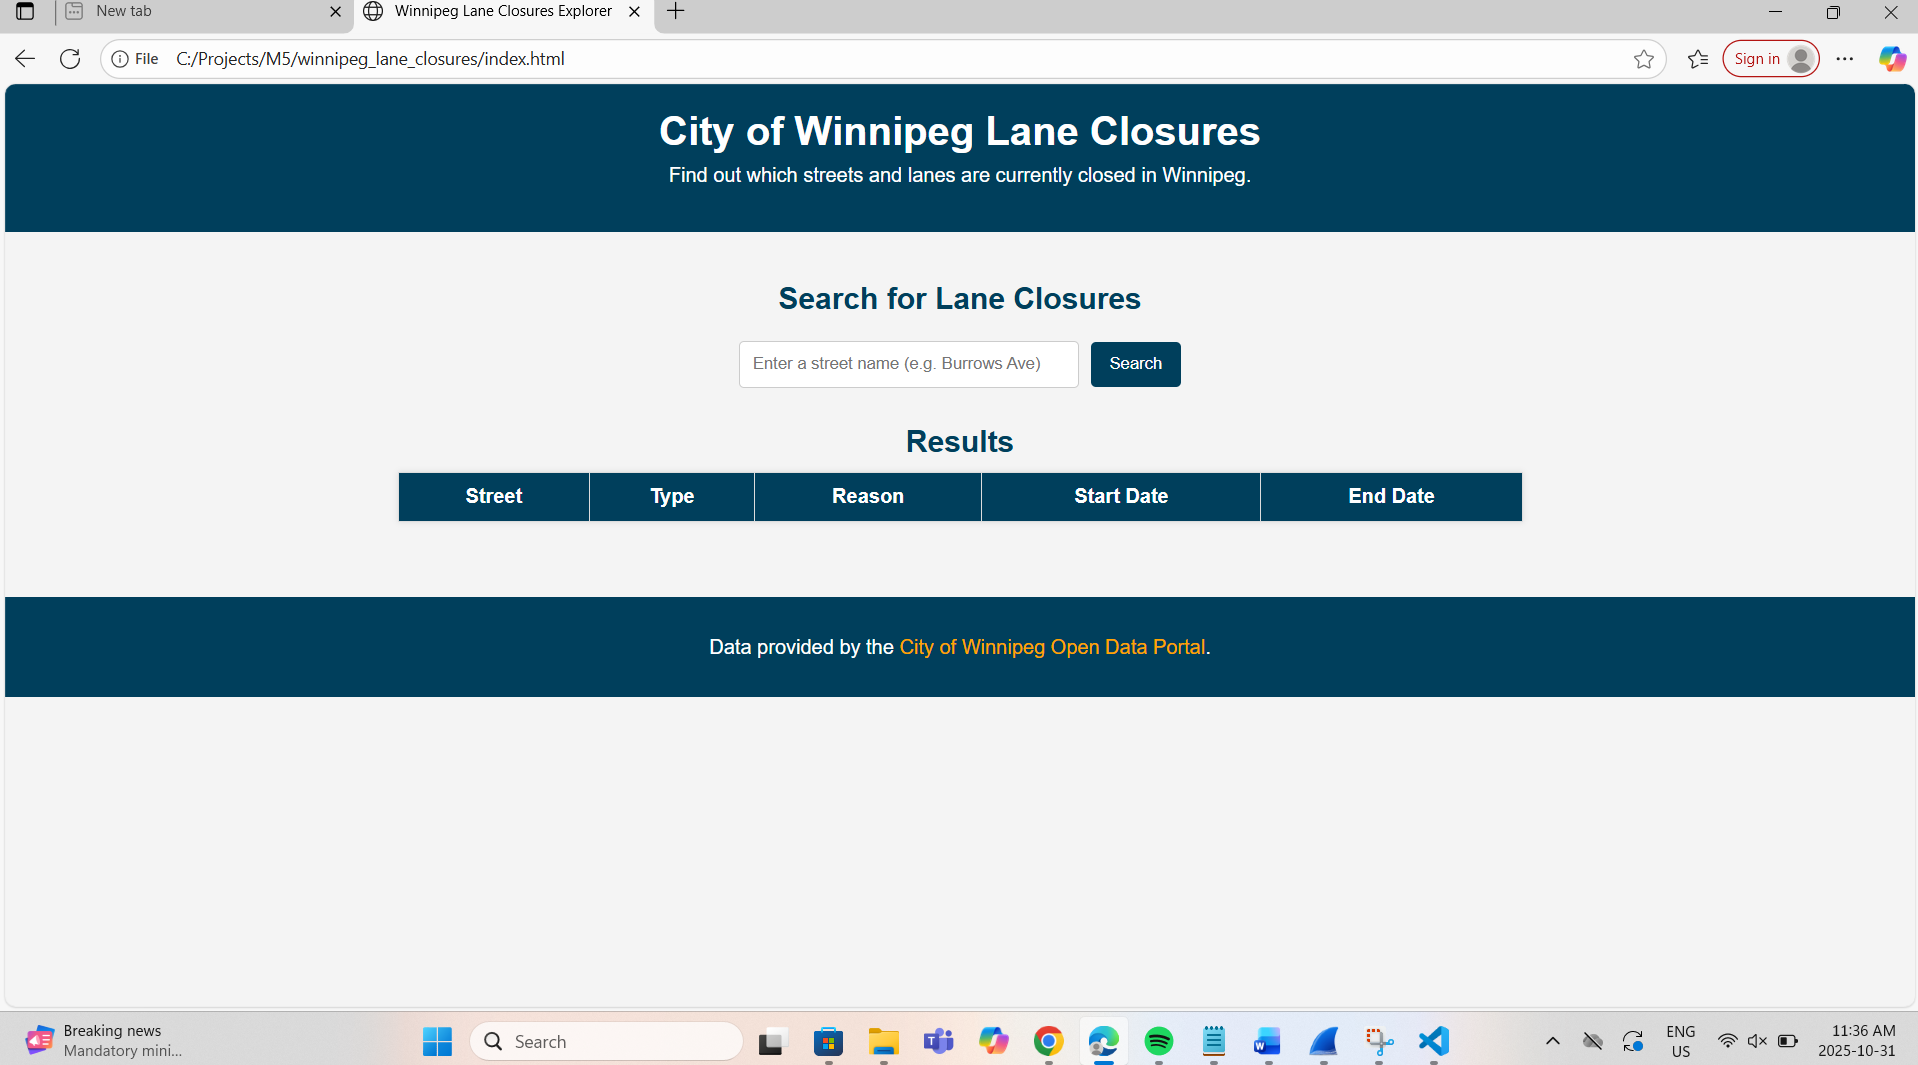 New tab
Winnipeg Lane Closures Explorer
File C:/Projects/M5/winnipeg_lane_closures/index.html
Sign in
City of Winnipeg Lane Closures
Find out which streets and lanes are currently closed in Winnipeg.
Search for Lane Closures
Enter a street name (e.g. Burrows Ave)
Search
Results
Street Type Reason Start Date End Date
Data provided by the City of Winnipeg Open Data Portal.
Breaking news
Mandatory mini...
Search
ENG
US
11:36 AM
2025-10-31